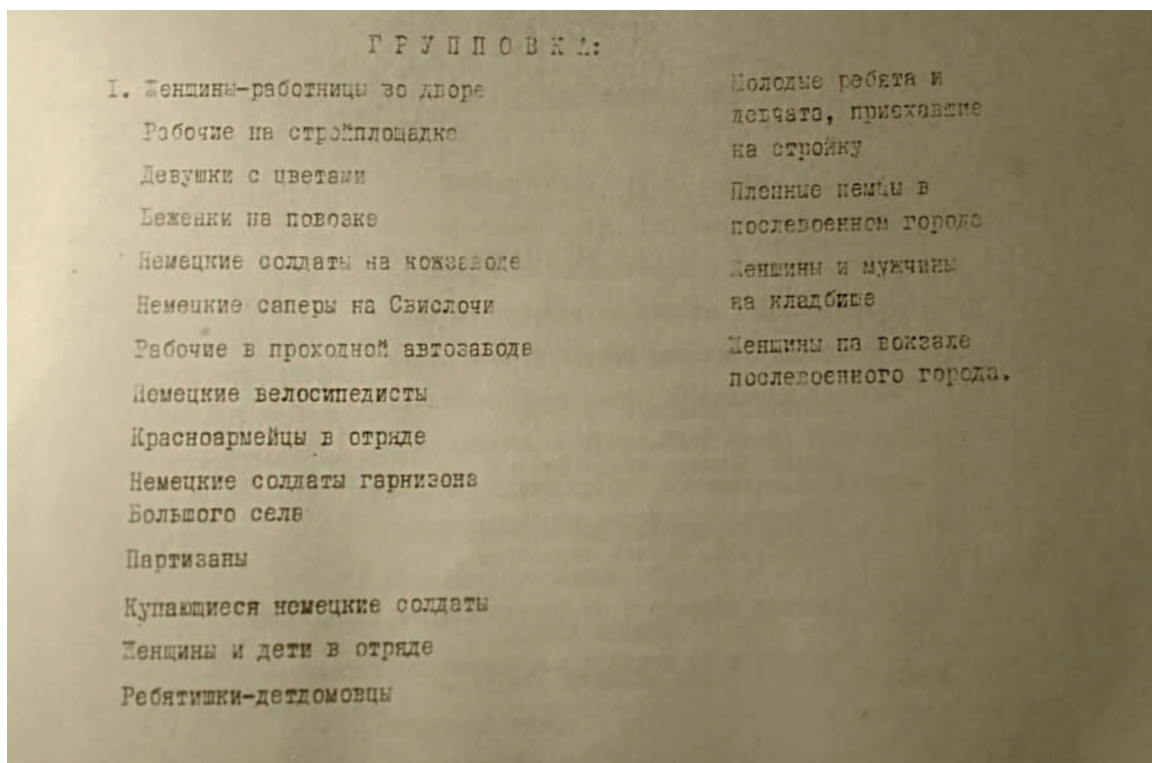 ГРУППОВКА:
I. Женщины-работницы во дворе
Рабочие на стройплощадке
Девушки с цветами
Беженки на повозке
Немецкие солдаты на кожзаводе
Немецкие саперы на Свислочи
Рабочие в проходной автозавода
Немецкие велосипедисты
Красноармейцы в отряде
Немецкие солдаты гарнизона
Большого села
Партизаны
Купающиеся немецкие солдаты
Женщины и дети в отряде
Ребятишки-детдомовцы
Молодые ребята и
девчата, приехавшие
на стройку
Пленные немцы в
послевоенном городе
Женщины и мужчины
на кладбище
Женщины на вокзале
послевоенного города.